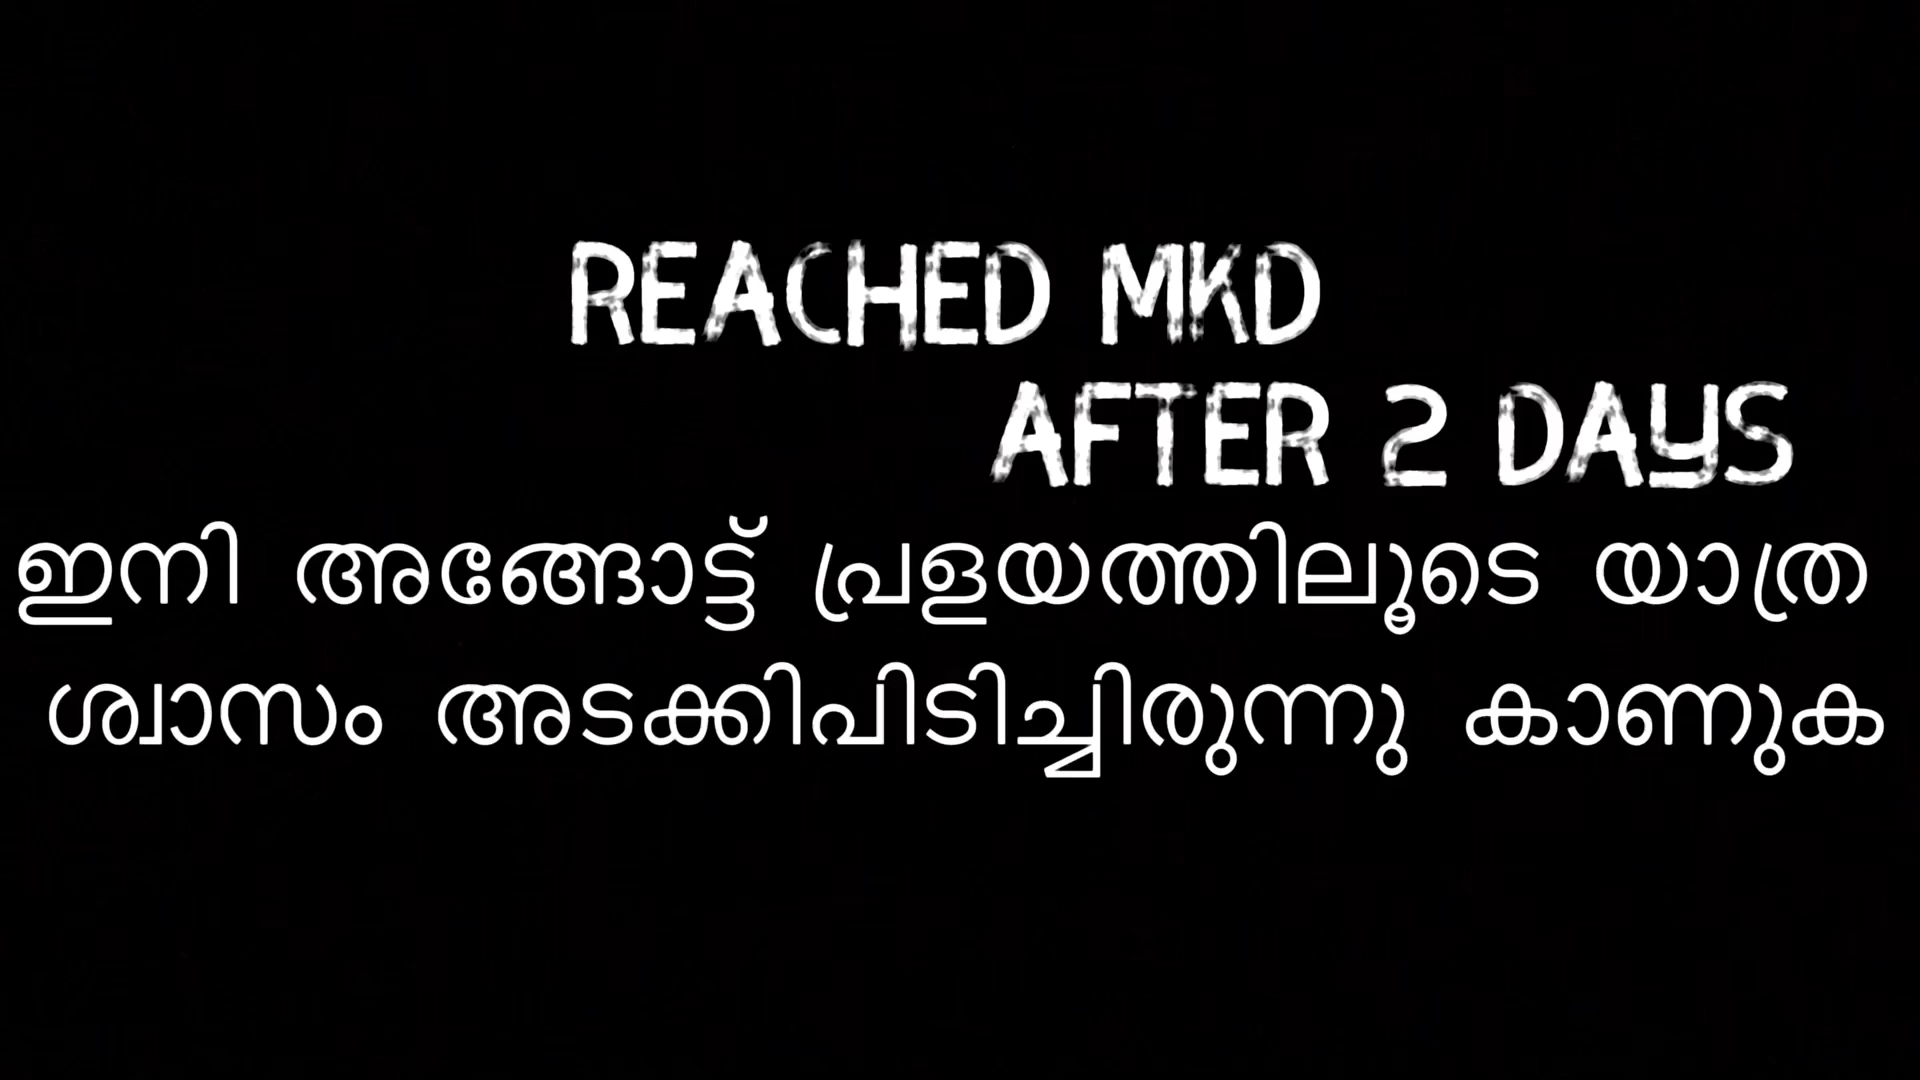 REACHED MKD
AFTER 2 DAYS
ഇനി അങ്ങോട്ട് പ്രളയത്തിലൂടെ യാത്ര
ശ്വാസം അടക്കിപിടിച്ചിരുന്നു കാണുക